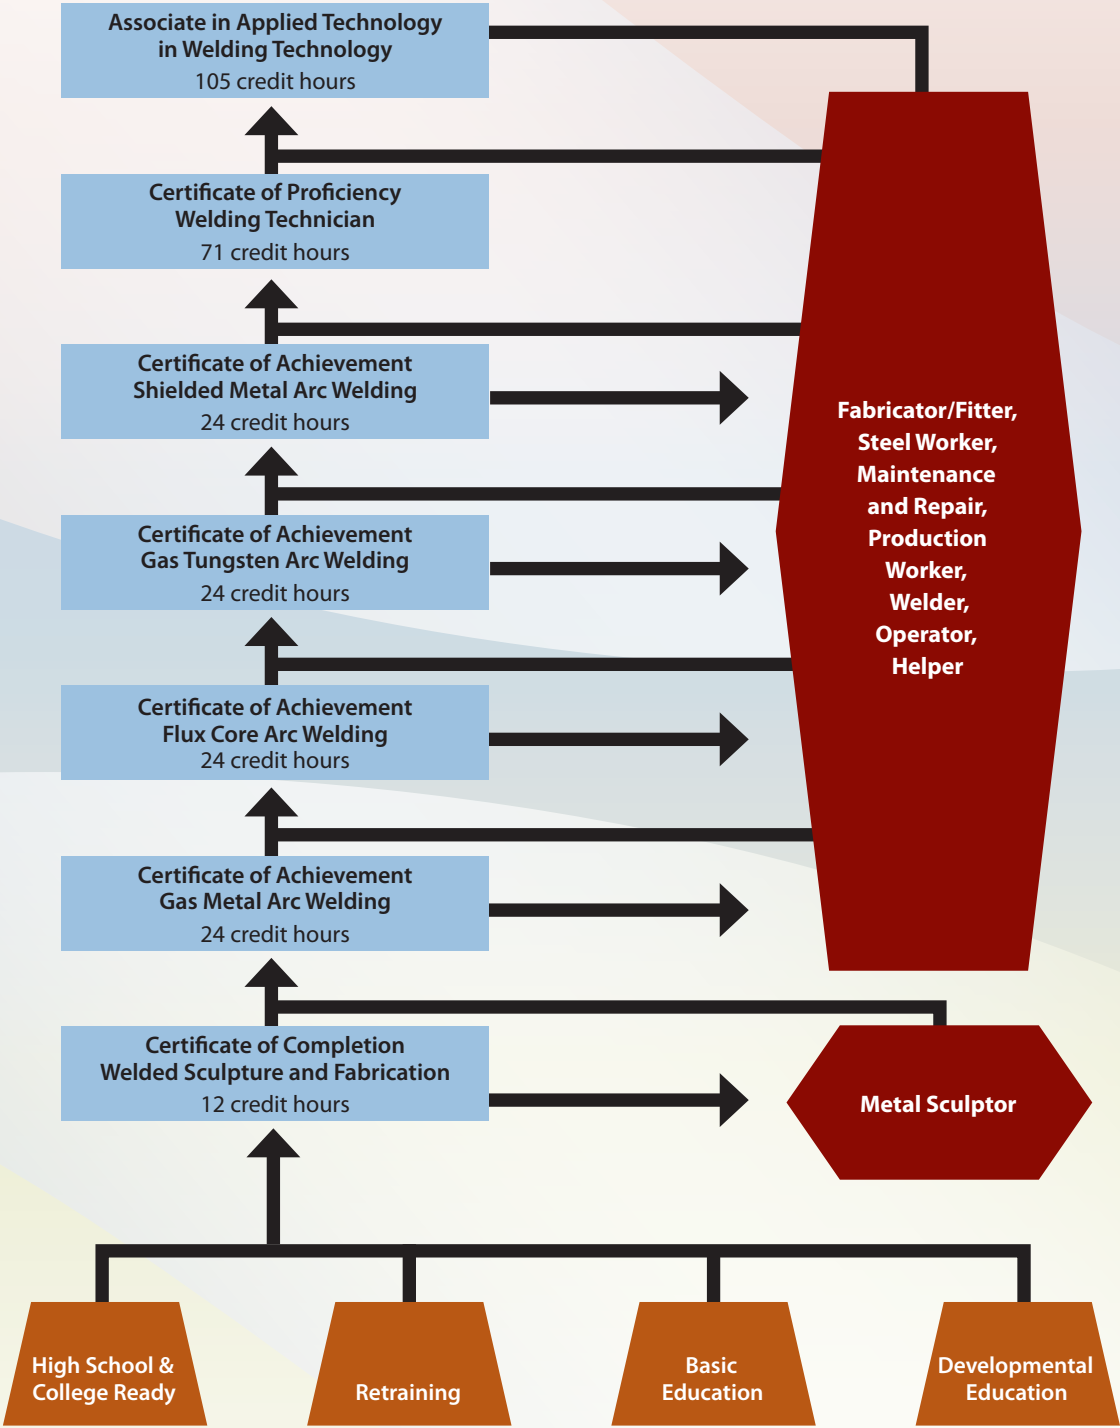 Associate in Applied Technology
in Welding Technology
105 credit hours
Certificate of Proficiency
Welding Technician
71 credit hours
Certificate of Achievement
Shielded Metal Arc Welding
24 credit hours
Certificate of Achievement
Gas Tungsten Arc Welding
24 credit hours
Certificate of Achievement
Flux Core Arc Welding
24 credit hours
Certificate of Achievement
Gas Metal Arc Welding
24 credit hours
Certificate of Completion
Welded Sculpture and Fabrication
12 credit hours
Fabricator/Fitter,
Steel Worker,
Maintenance
and Repair,
Production
Worker,
Welder,
Operator,
Helper
Metal Sculptor
High School &
College Ready
Retraining
Basic
Education
Developmental
Education